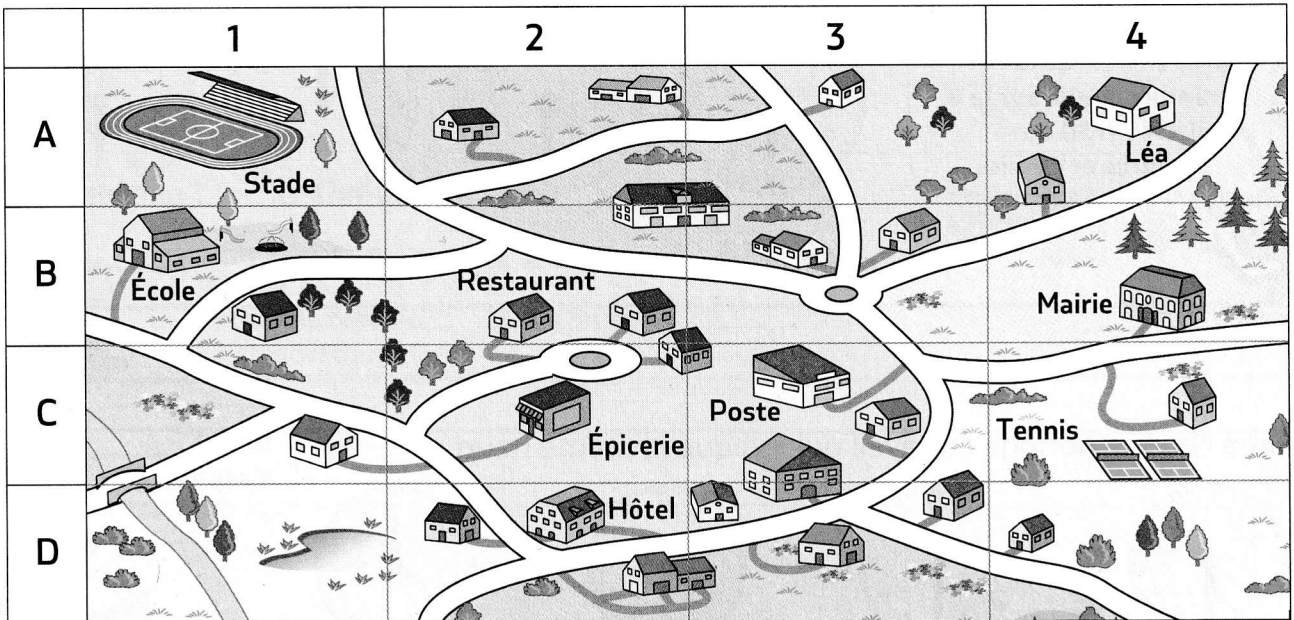 1 2 3 4
A
Stade
Léa
B
École
Restaurant
Mairie
C
Poste
Épicerie
Tennis
D
Hôtel